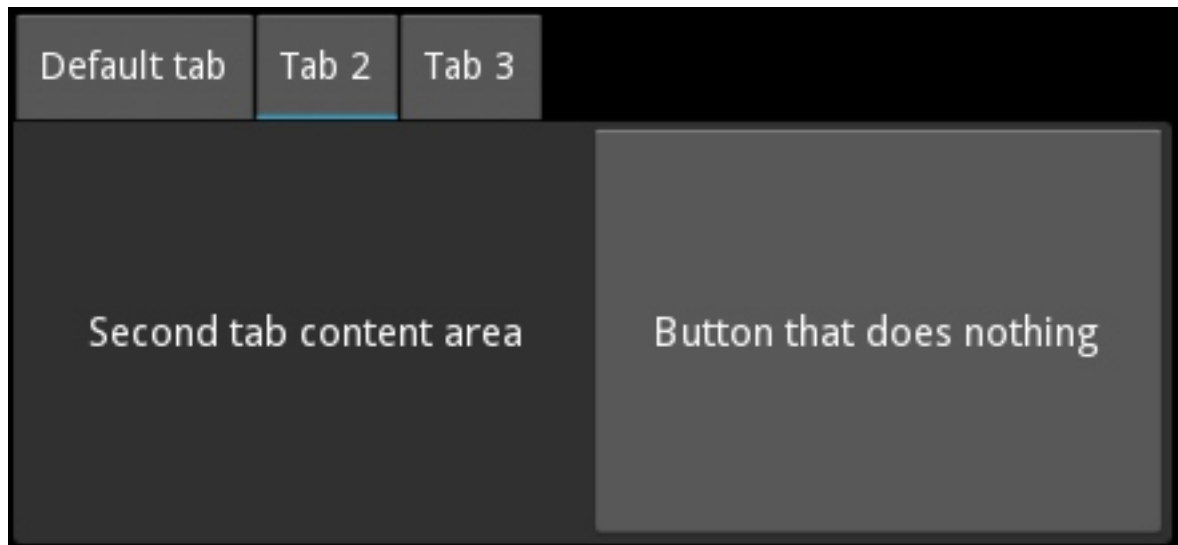 Default tab Tab 2 Tab 3
Second tab content area Button that does nothing